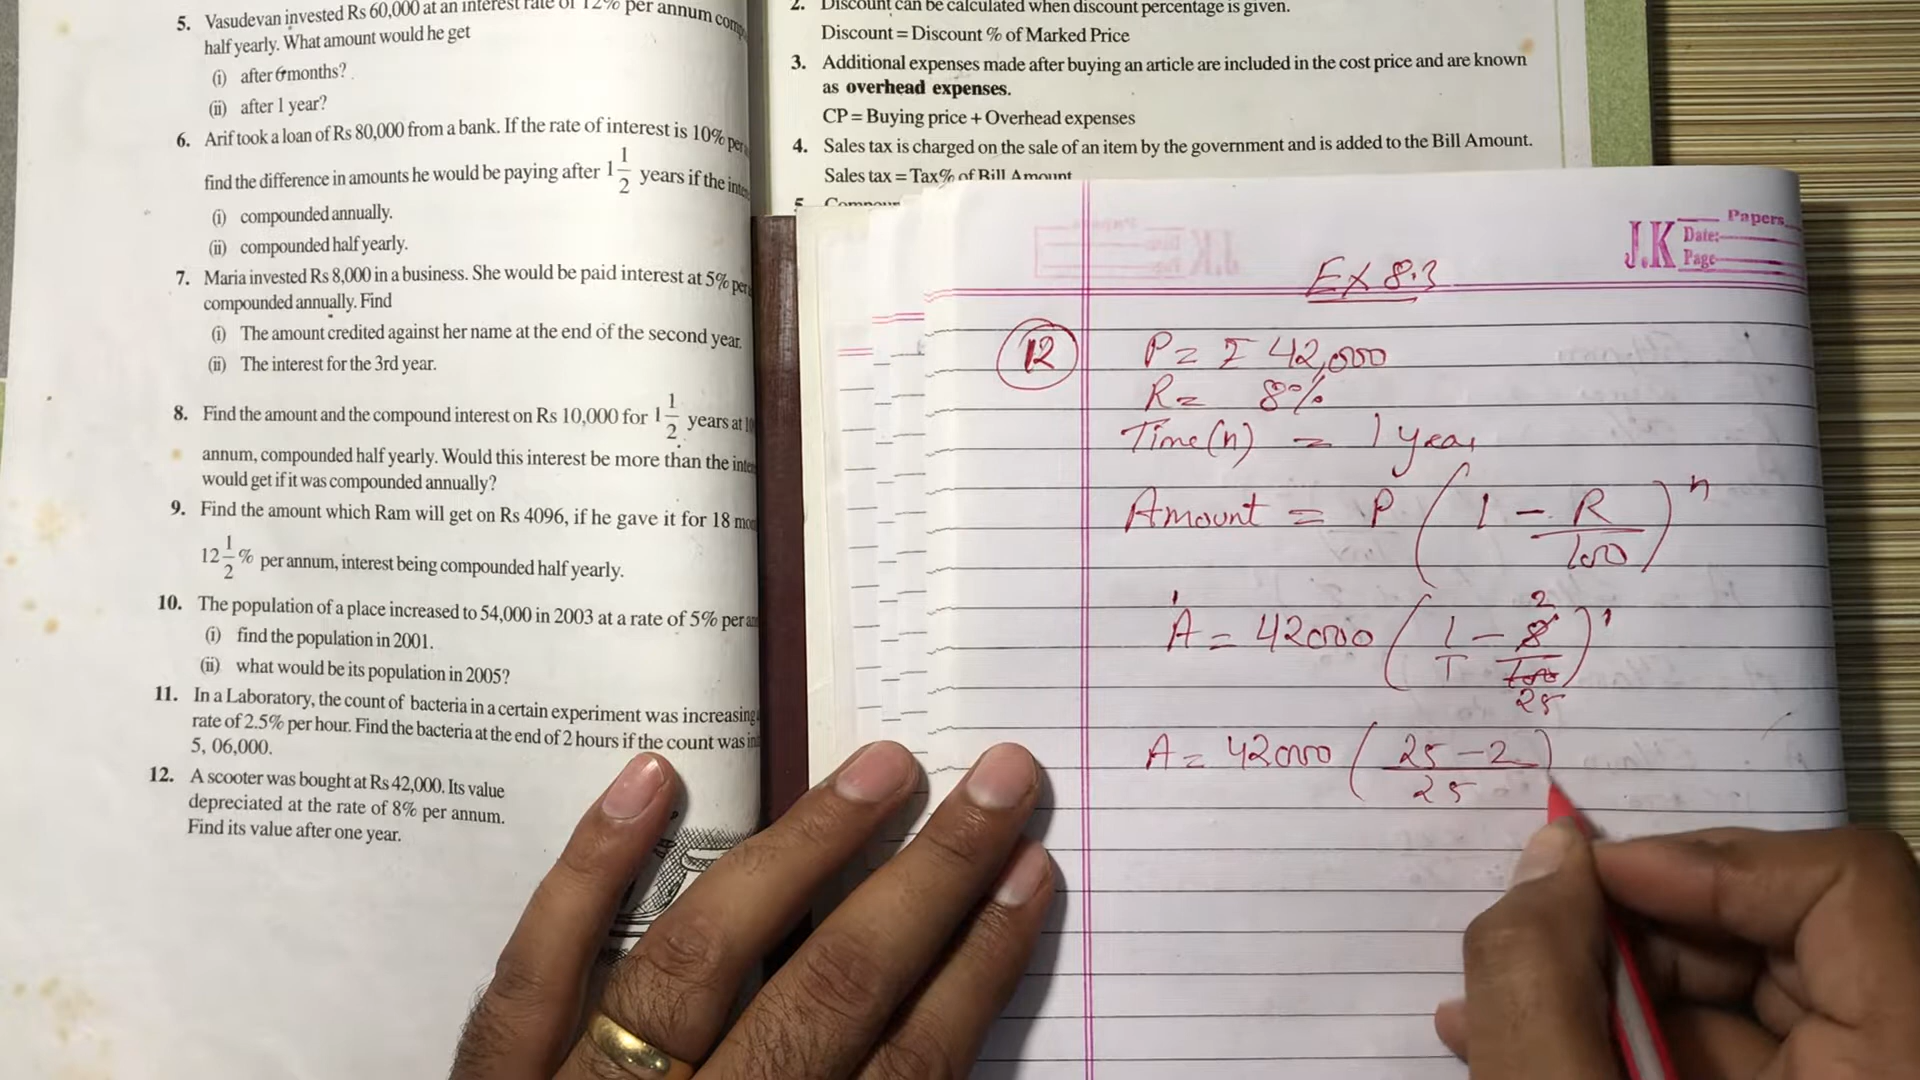 5. Vasudevan invested Rs 60,000 at an interest rate of 12% per annum
half yearly. What amount would he get
(i) after 6 months?
(ii) after 1 year?
6. Arif took a loan of Rs 80,000 from a bank. If the rate of interest is 10% per
find the difference in amounts he would be paying after 1 1/2 years if the
(i) compounded annually.
(ii) compounded half yearly.
7. Maria invested Rs 8,000 in a business. She would be paid interest at 5% per
compounded annually. Find
(i) The amount credited against her name at the end of the second year.
(ii) The interest for the 3rd year.
8. Find the amount and the compound interest on Rs 10,000 for 1 1/2 years at
annum, compounded half yearly. Would this interest be more than the
would get if it was compounded annually?
9. Find the amount which Ram will get on Rs 4096, if he gave it for 18
12 1/2 % per annum, interest being compounded half yearly.
10. The population of a place increased to 54,000 in 2003 at a rate of 5% per
(i) find the population in 2001.
(ii) what would be its population in 2005?
11. In a Laboratory, the count of bacteria in a certain experiment was increasing
rate of 2.5% per hour. Find the bacteria at the end of 2 hours if the count was
5, 06,000.
12. A scooter was bought at Rs 42,000. Its value
depreciated at the rate of 8% per annum.
Find its value after one year.
2. Discount can be calculated when discount percentage is given.
Discount = Discount % of Marked Price
3. Additional expenses made after buying an article are included in the cost price and are known
as overhead expenses.
CP = Buying price + Overhead expenses
4. Sales tax is charged on the sale of an item by the government and is added to the Bill Amount.
Sales tax = Tax% of Bill Amount
5.
J.K Papers
Date:
Page
EX 8.3
12 P = ₹ 42,000
R = 8%
Time(n) = 1 year
Amount = P ( 1 - R/100 )^n
A = 42000 ( 1/1 - 8/100 )^1 2 25
A = 42000 ( 25 - 2 / 25 )